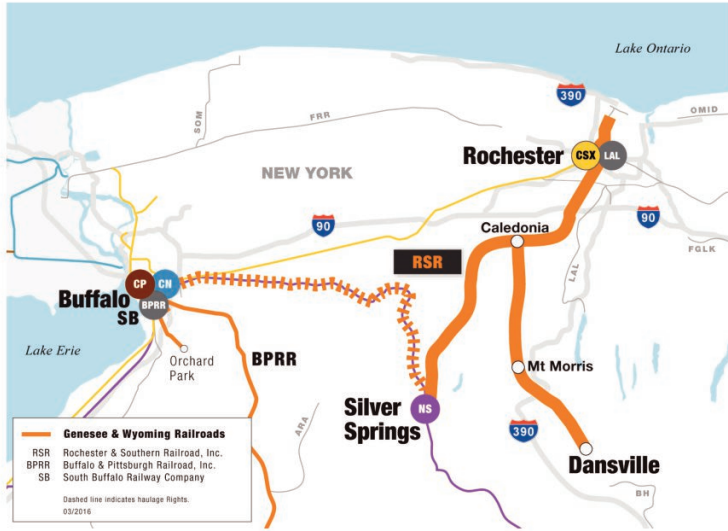 Lake Ontario
390
OMID
SOM
FRR
Rochester
CSX
LAL
NEW YORK
90
90
Caledonia
FGLK
RSR
LAL
CP
CN
Buffalo
BPRR
SB
Lake Erie
Orchard
Park
BPRR
Mt Morris
Silver
Springs
NS
390
Dansville
ARA
BH
Genesee & Wyoming Railroads
RSR Rochester & Southern Railroad, Inc.
BPRR Buffalo & Pittsburgh Railroad, Inc.
SB South Buffalo Railway Company
Dashed line indicates haulage Rights.
03/2016